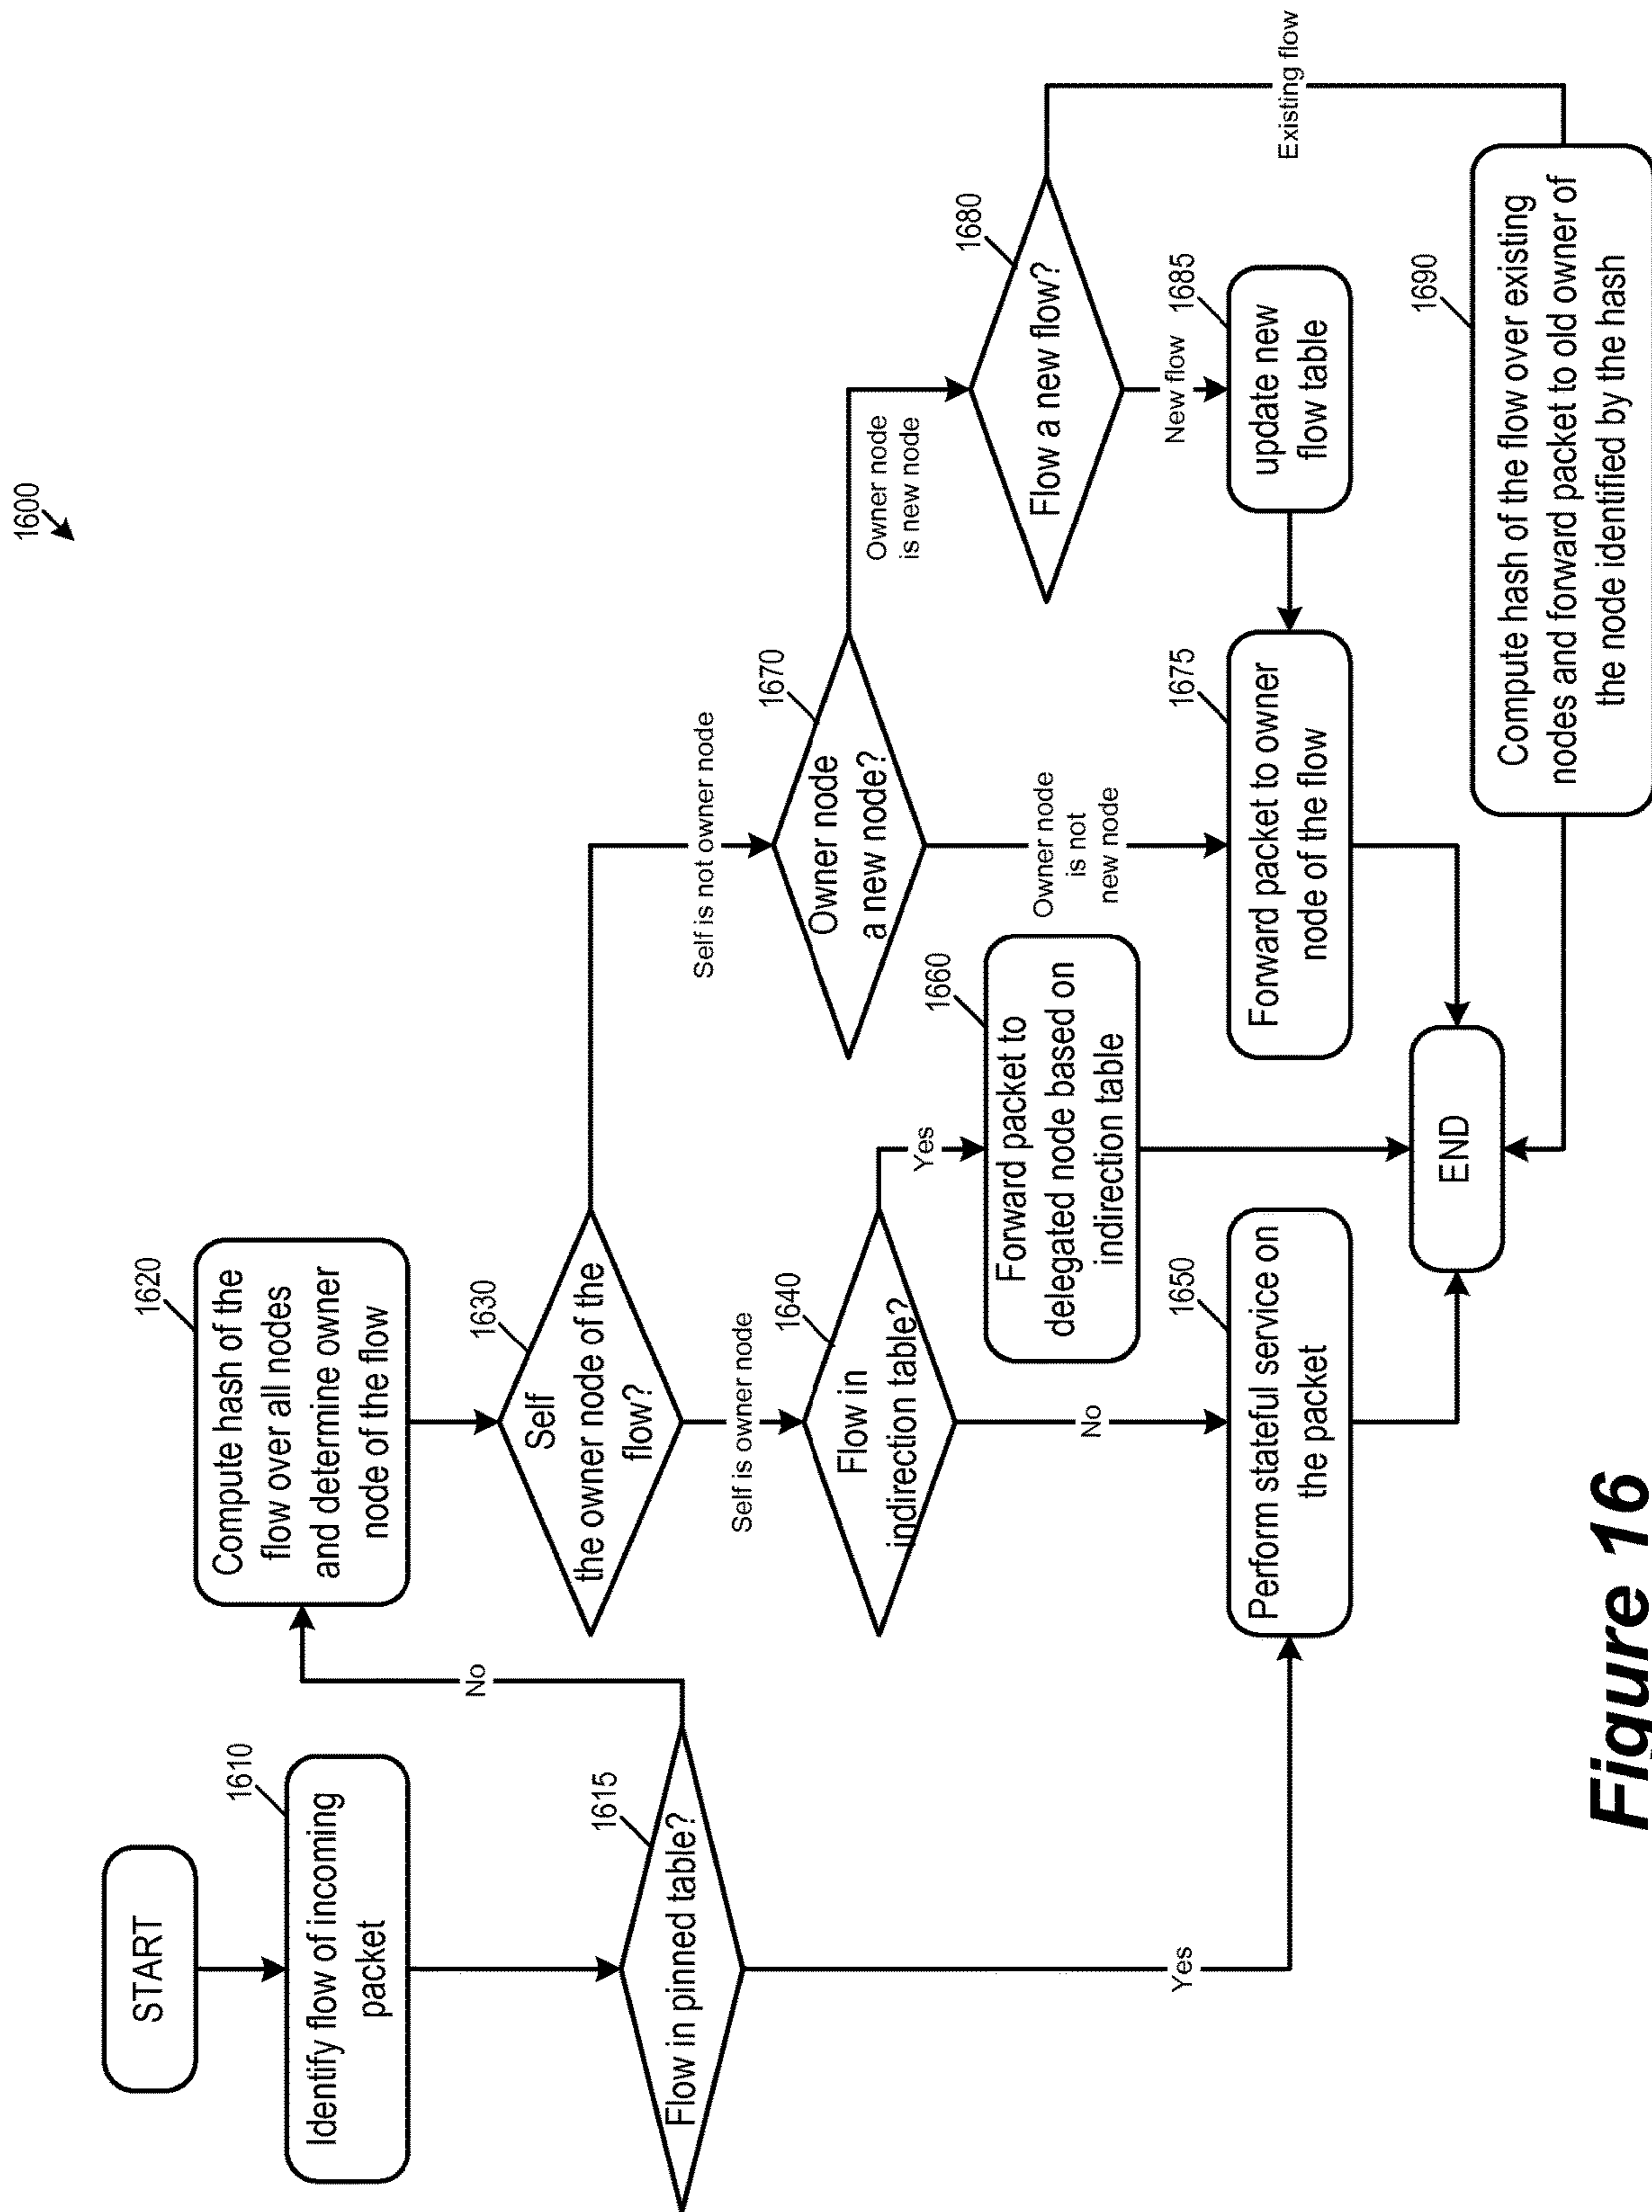 1600
START
1610
Identify flow of incoming
packet
1615
Flow in pinned table?
No
Yes
1620
Compute hash of the
flow over all nodes
and determine owner
node of the flow
1630
Self
the owner node of the
flow?
Self is owner node
Self is not owner node
1640
Flow in
indirection table?
No
Yes
1650
Perform stateful service on
the packet
1660
Forward packet to
delegated node based on
indirection table
1670
Owner node
a new node?
Owner node
is not
new node
Owner node
is new node
1675
Forward packet to owner
node of the flow
1680
Flow a new flow?
New flow
Existing flow
1685
update new
flow table
1690
Compute hash of the flow over existing
nodes and forward packet to old owner of
the node identified by the hash
END
Figure 16